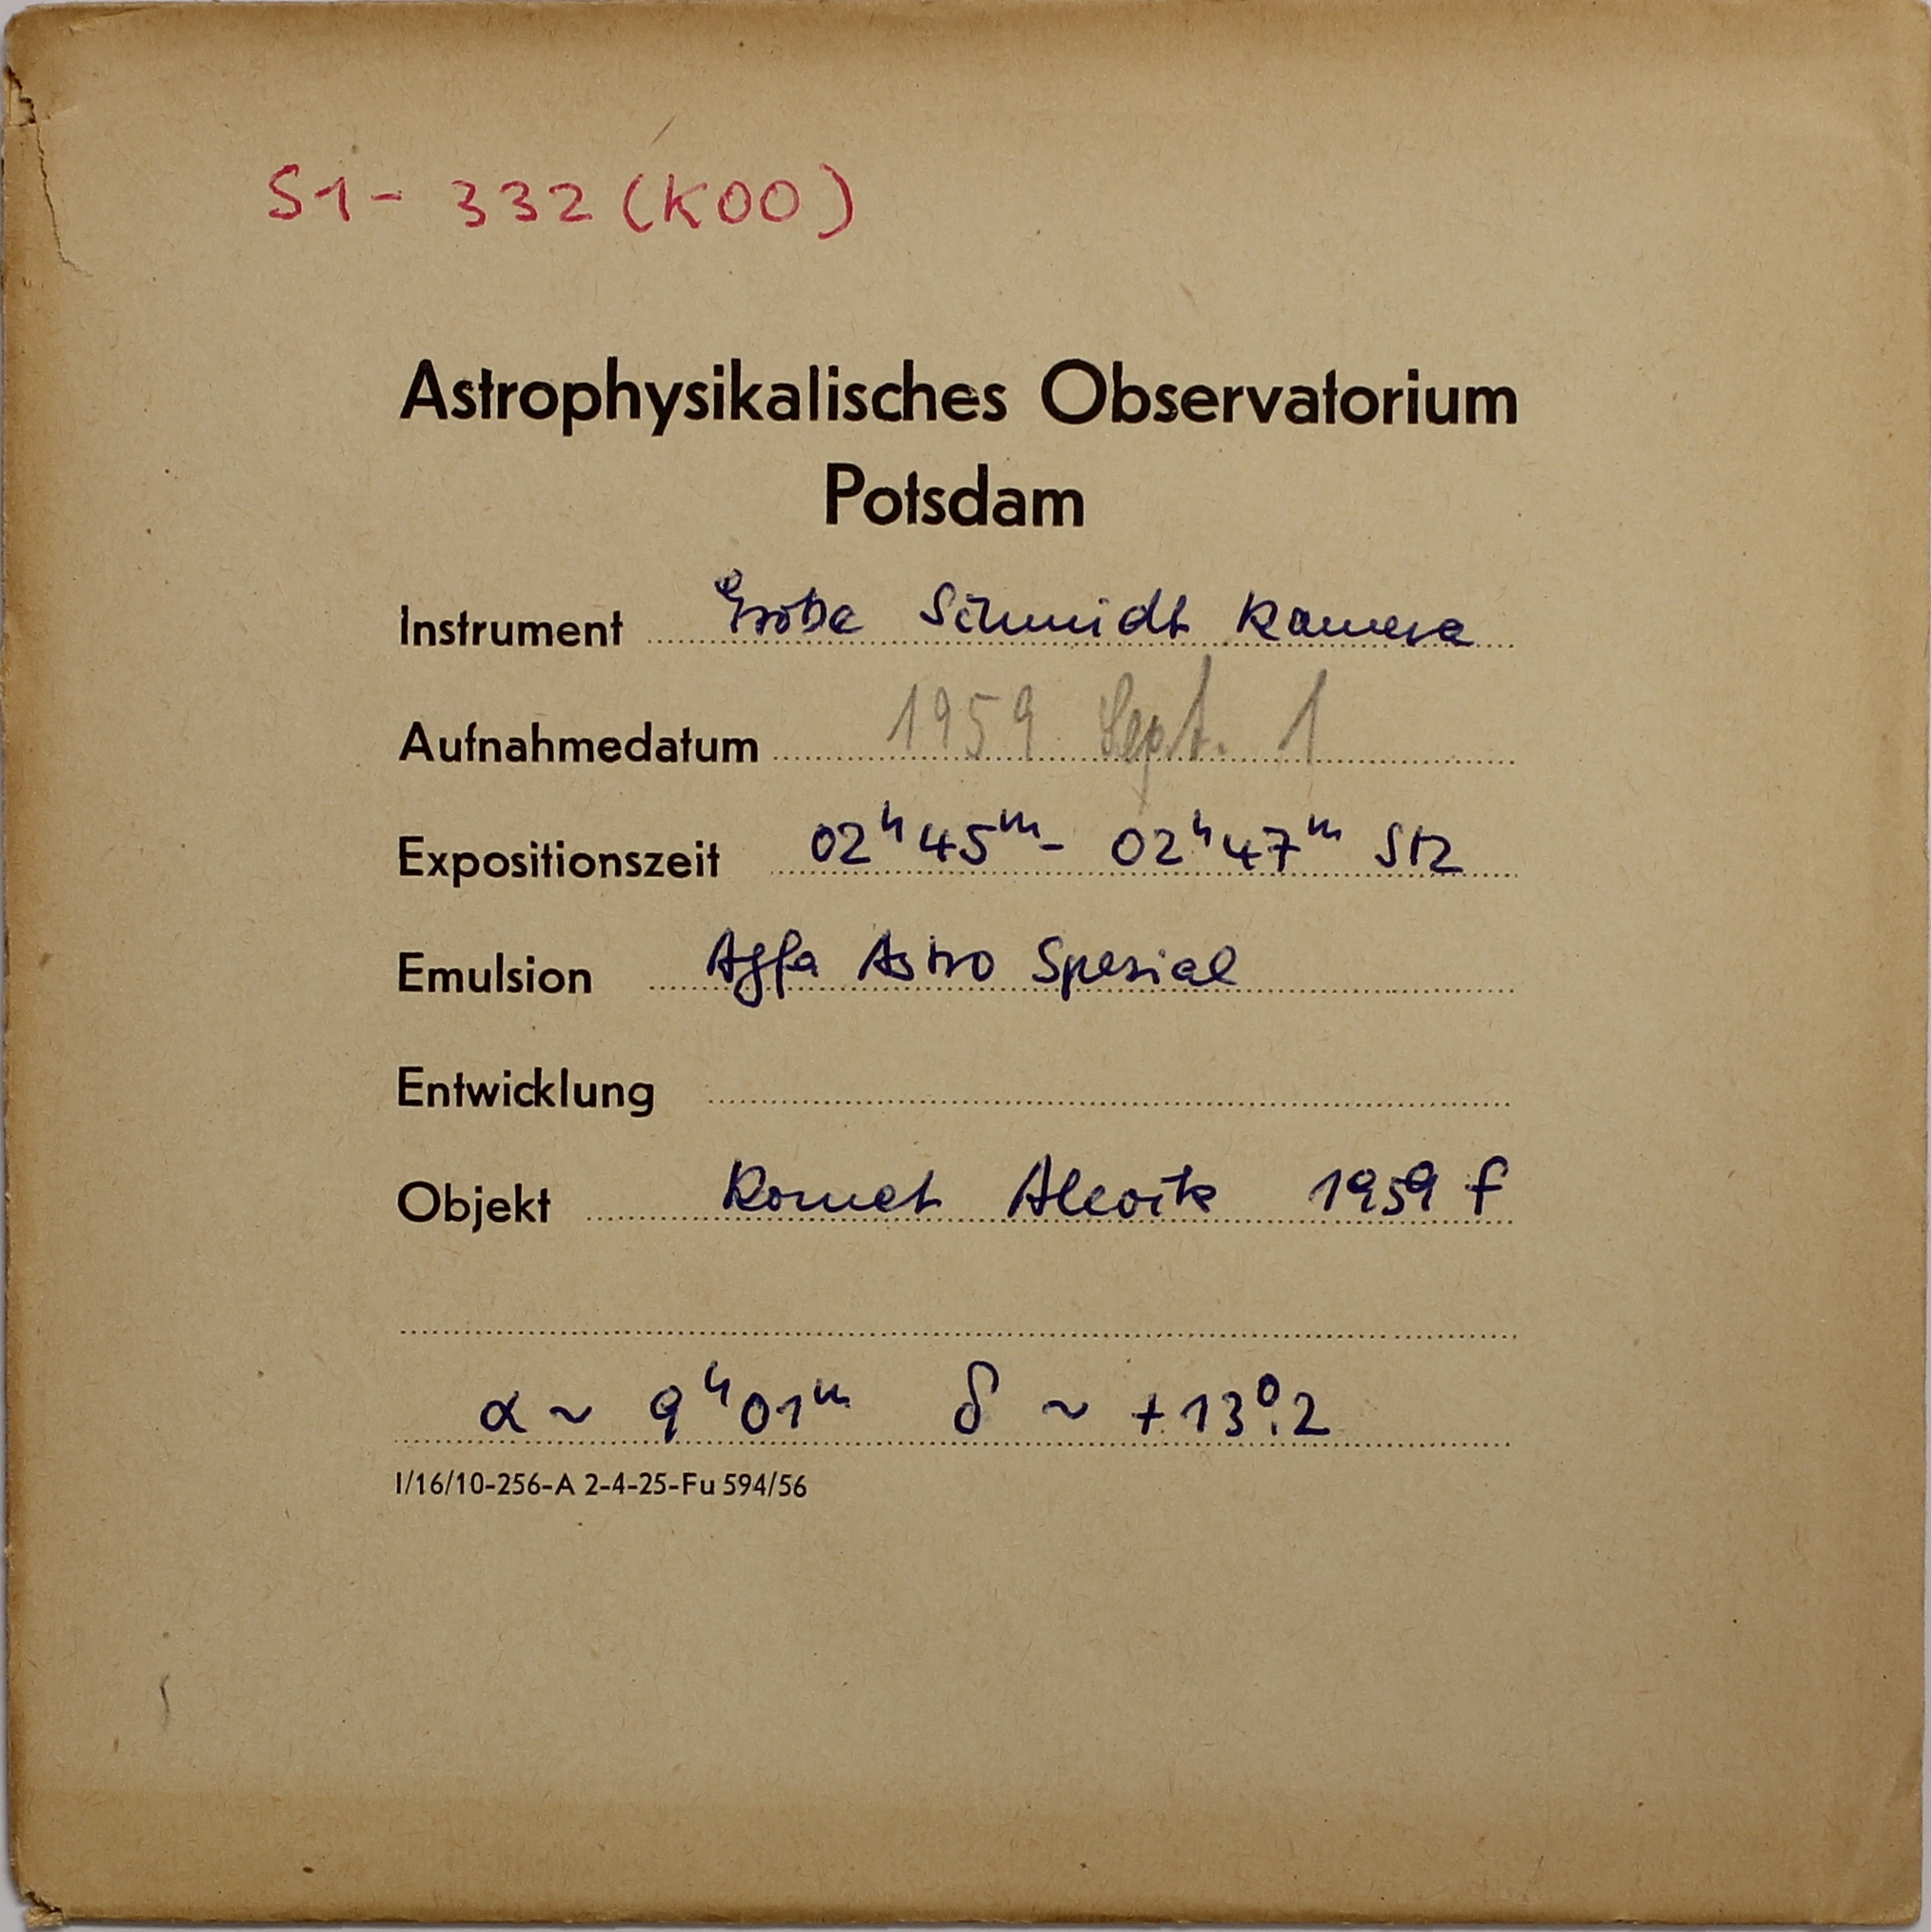 S1- 332 (K00)
Astrophysikalisches Observatorium
Potsdam
Instrument Große Schmidt Kamera
Aufnahmedatum 1959 Sept. 1
Expositionszeit 02ʰ45ᵐ- 02ʰ47ᵐ Stz
Emulsion Agfa Astro Spezial
Entwicklung
Objekt Komet Alcock 1959 f
α ~ 9ʰ01ᵐ δ ~ +13°.2
I/16/10-256-A 2-4-25-Fu 594/56